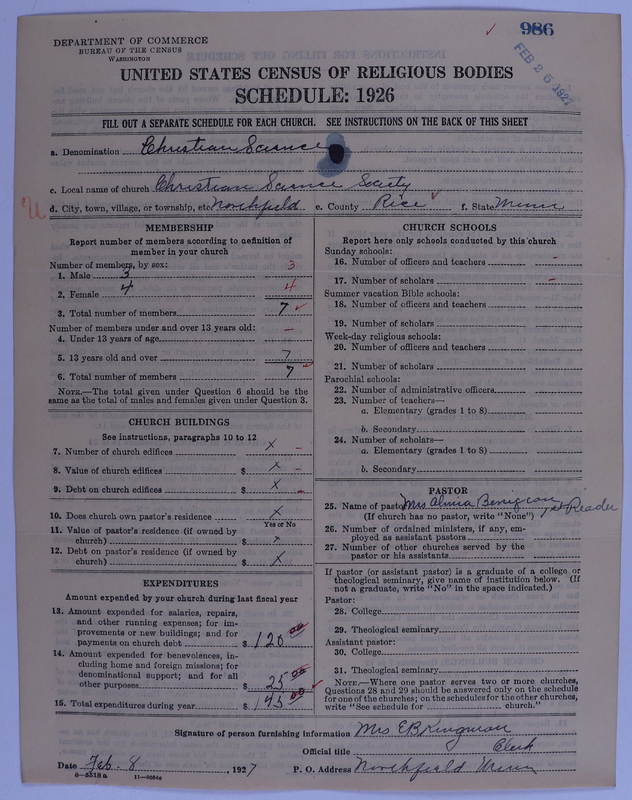 986
FEB 26 1927
DEPARTMENT OF COMMERCE
BUREAU OF THE CENSUS
WASHINGTON
UNITED STATES CENSUS OF RELIGIOUS BODIES
SCHEDULE: 1926
FILL OUT A SEPARATE SCHEDULE FOR EACH CHURCH. SEE INSTRUCTIONS ON THE BACK OF THIS SHEET
a. Denomination Christian Science
c. Local name of church Christian Science Society
d. City, town, village, or township, etc. Northfield e. County Rice f. State Minn
MEMBERSHIP
Report number of members according to definition of
member in your church
Number of members, by sex: 3
1. Male 3
2. Female 4 4
3. Total number of members 7
Number of members under and over 13 years old: –
4. Under 13 years of age
5. 13 years old and over 7
6. Total number of members 7
NOTE.—The total given under Question 6 should be
the same as the total of males and females given under Question 3.
CHURCH BUILDINGS
See instructions, paragraphs 10 to 12
7. Number of church edifices X –
8. Value of church edifices $ X –
9. Debt on church edifices $ X –
10. Does church own pastor's residence X
Yes or No
11. Value of pastor's residence (if owned by
church) $ X
12. Debt on pastor's residence (if owned by
church) $ X
EXPENDITURES
Amount expended by your church during last fiscal year
13. Amount expended for salaries, repairs,
and other running expenses; for im-
provements or new buildings; and for
payments on church debt $ 120 00
14. Amount expended for benevolences, in-
cluding home and foreign missions; for
denominational support; and for all
other purposes $ 25 00
15. Total expenditures during year $ 145 00
CHURCH SCHOOLS
Report here only schools conducted by this church
Sunday schools:
16. Number of officers and teachers –
17. Number of scholars –
Summer vacation Bible schools:
18. Number of officers and teachers
19. Number of scholars
Week-day religious schools:
20. Number of officers and teachers
21. Number of scholars
Parochial schools:
22. Number of administrative officers
23. Number of teachers—
a. Elementary (grades 1 to 8)
b. Secondary
24. Number of scholars—
a. Elementary (grades 1 to 8)
b. Secondary
PASTOR
25. Name of pastor Mrs 1st Reader
(If church has no pastor, write "None")
26. Number of ordained ministers, if any, em-
ployed as assistant pastors
27. Number of other churches served by the
pastor or his assistants
If pastor (or assistant pastor) is a graduate of a college or
theological seminary, give name of institution below. (If
not a graduate, write "No" in the space indicated.)
Pastor:
28. College
29. Theological seminary
Assistant pastor:
30. College
31. Theological seminary
NOTE.—Where one pastor serves two or more churches,
Questions 28 and 29 should be answered only on the schedule
for one of the churches; on the schedules for the other churches,
write "See schedule for church."
Signature of person furnishing information Mrs E B Kingman
Official title Clerk
Date Feb. 8, 1927 P. O. Address Northfield Minn
8-5518a 11-9064a